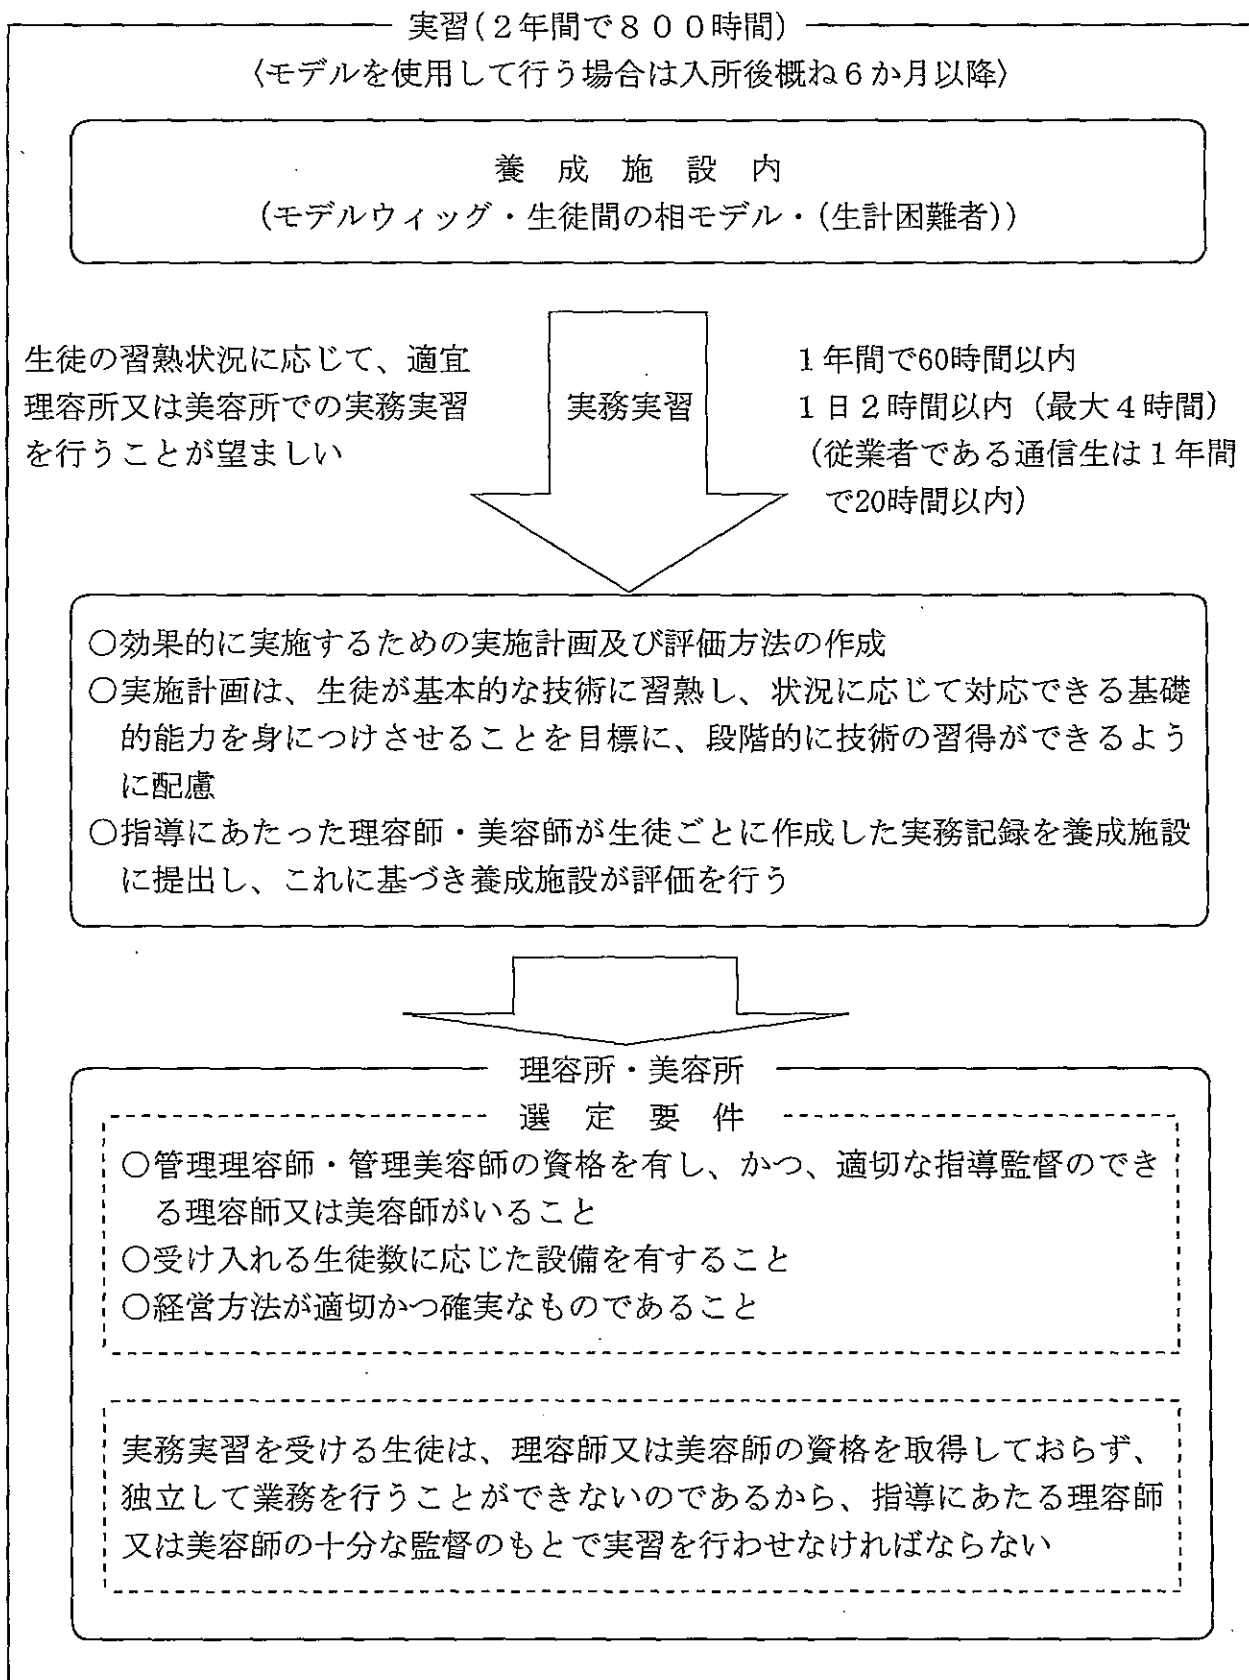 実習(２年間で８００時間)
〈モデルを使用して行う場合は入所後概ね６か月以降〉
養成施設内
(モデルウィッグ・生徒間の相モデル・(生計困難者))
生徒の習熟状況に応じて、適宜
理容所又は美容所での実務実習
を行うことが望ましい
実務実習
１年間で60時間以内
１日２時間以内（最大４時間）
（従業者である通信生は１年間
で20時間以内）
○効果的に実施するための実施計画及び評価方法の作成
○実施計画は、生徒が基本的な技術に習熟し、状況に応じて対応できる基礎
的能力を身につけさせることを目標に、段階的に技術の習得ができるよう
に配慮
○指導にあたった理容師・美容師が生徒ごとに作成した実務記録を養成施設
に提出し、これに基づき養成施設が評価を行う
理容所・美容所
選定要件
○管理理容師・管理美容師の資格を有し、かつ、適切な指導監督のでき
る理容師又は美容師がいること
○受け入れる生徒数に応じた設備を有すること
○経営方法が適切かつ確実なものであること
実務実習を受ける生徒は、理容師又は美容師の資格を取得しておらず、
独立して業務を行うことができないのであるから、指導にあたる理容師
又は美容師の十分な監督のもとで実習を行わせなければならない